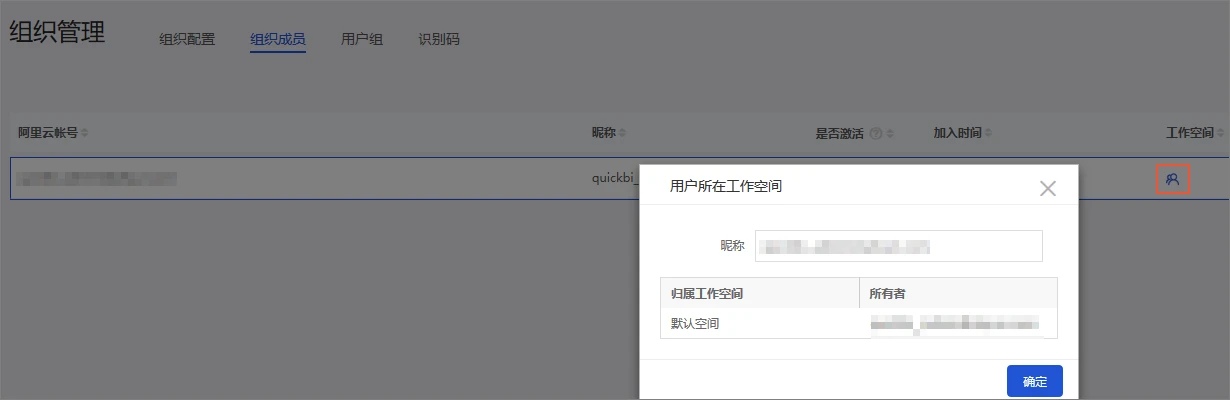 组织管理 组织配置 组织成员 用户组 识别码
阿里云帐号 昵称 是否激活 加入时间 工作空间
quickbi_
用户所在工作空间
昵称
归属工作空间 所有者
默认空间
确定